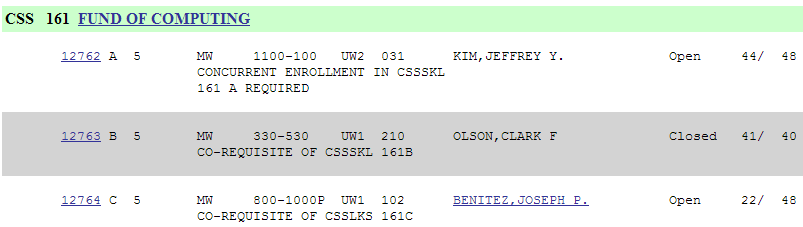 CSS 161 FUND OF COMPUTING
12762 A 5 MW 1100-100 UW2 031 KIM,JEFFREY Y. Open 44/ 48
CONCURRENT ENROLLMENT IN CSSSKL
161 A REQUIRED
12763 B 5 MW 330-530 UW1 210 OLSON,CLARK F Closed 41/ 40
CO-REQUISITE OF CSSSKL 161B
12764 C 5 MW 800-1000P UW1 102 BENITEZ,JOSEPH P. Open 22/ 48
CO-REQUISITE OF CSSLKS 161C